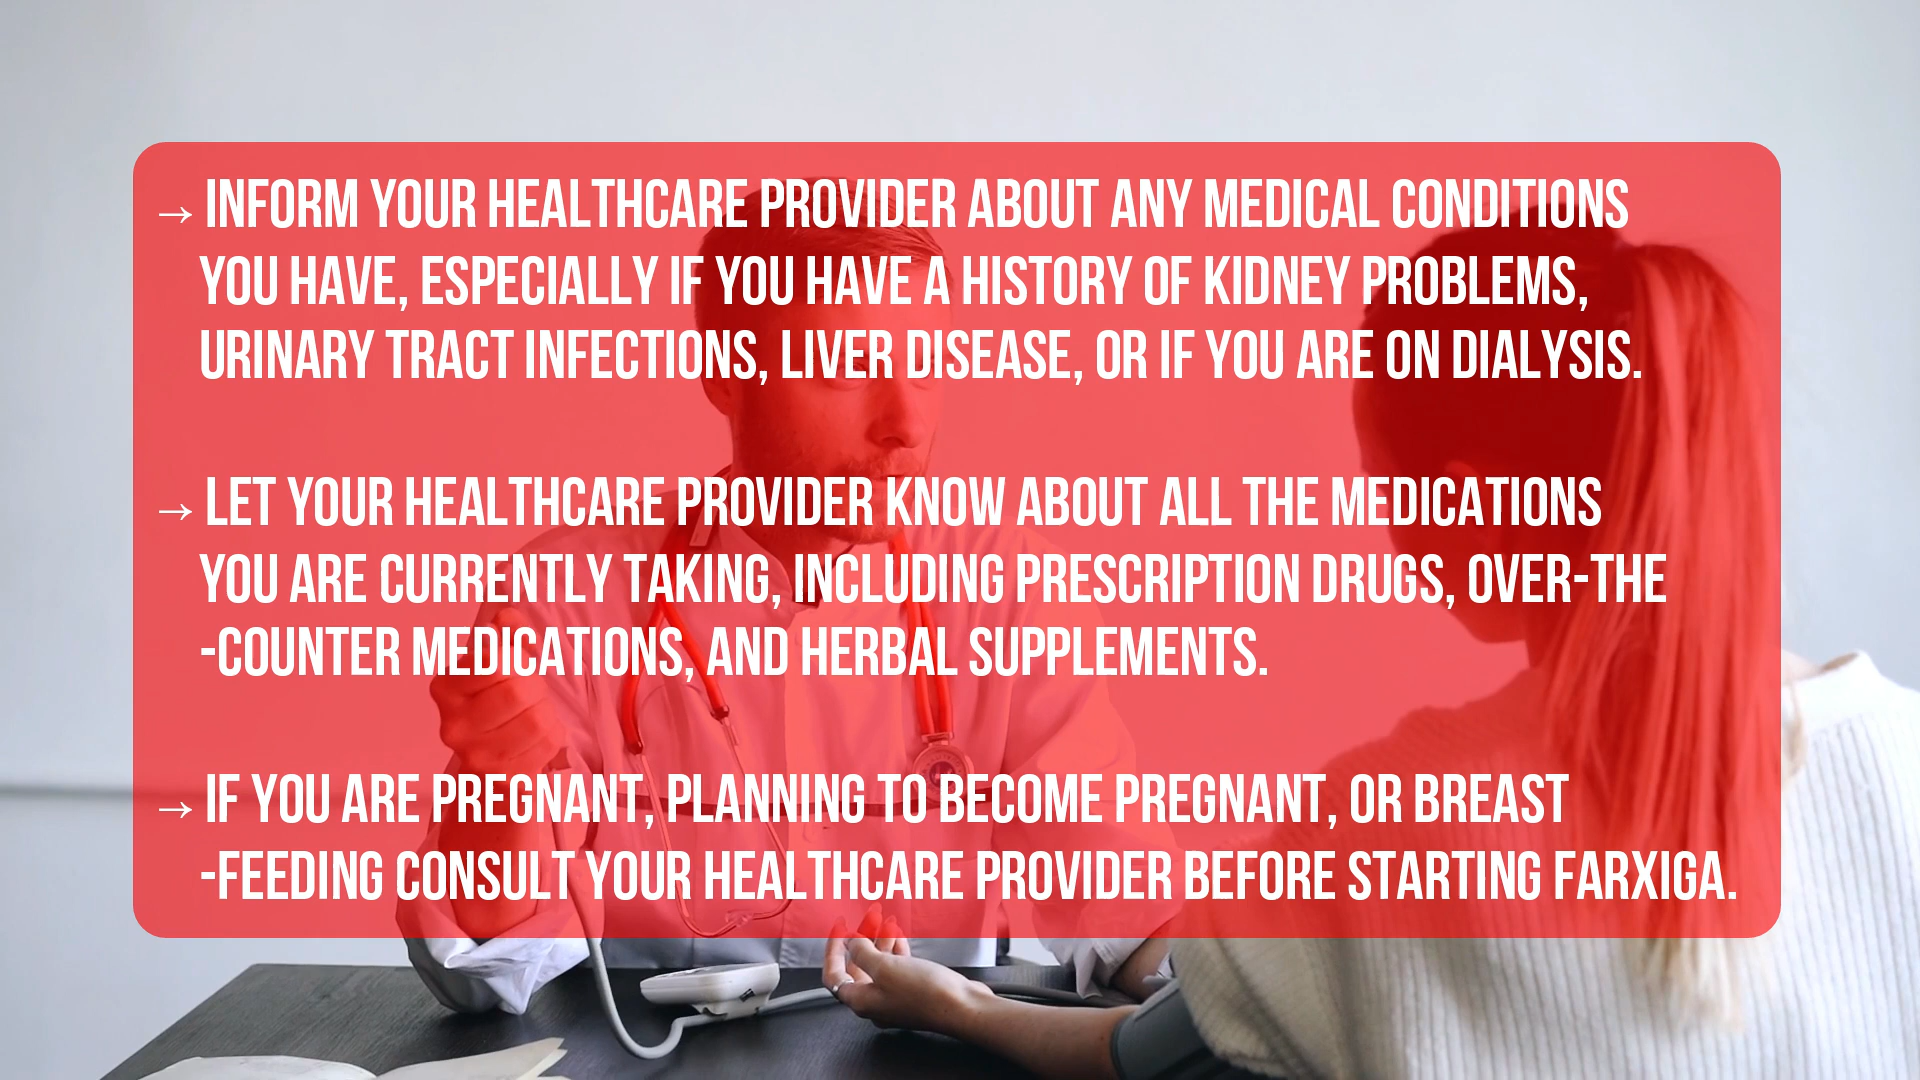 → INFORM YOUR HEALTHCARE PROVIDER ABOUT ANY MEDICAL CONDITIONS
YOU HAVE, ESPECIALLY IF YOU HAVE A HISTORY OF KIDNEY PROBLEMS,
URINARY TRACT INFECTIONS, LIVER DISEASE, OR IF YOU ARE ON DIALYSIS.
→ LET YOUR HEALTHCARE PROVIDER KNOW ABOUT ALL THE MEDICATIONS
YOU ARE CURRENTLY TAKING, INCLUDING PRESCRIPTION DRUGS, OVER-THE
-COUNTER MEDICATIONS, AND HERBAL SUPPLEMENTS.
→ IF YOU ARE PREGNANT, PLANNING TO BECOME PREGNANT, OR BREAST
-FEEDING CONSULT YOUR HEALTHCARE PROVIDER BEFORE STARTING FARXIGA.